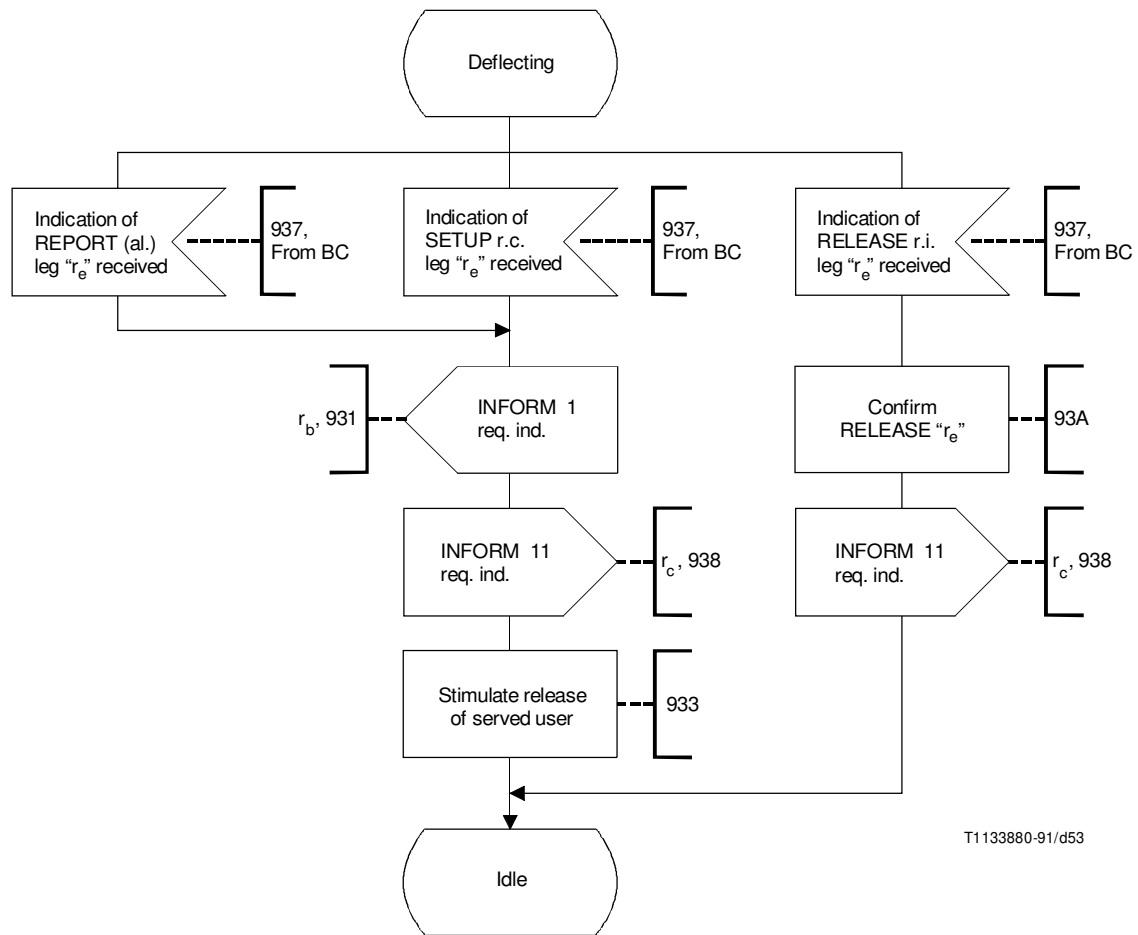 Deflecting
Indication of
REPORT (al.)
leg “re” received
937,
From BC
Indication of
SETUP r.c.
leg “re” received
937,
From BC
Indication of
RELEASE r.i.
leg “re” received
937,
From BC
rb, 931
INFORM 1
req. ind.
Confirm
RELEASE “re”
93A
INFORM 11
req. ind.
rc, 938
INFORM 11
req. ind.
rc, 938
Stimulate release
of served user
933
T1133880-91/d53
Idle